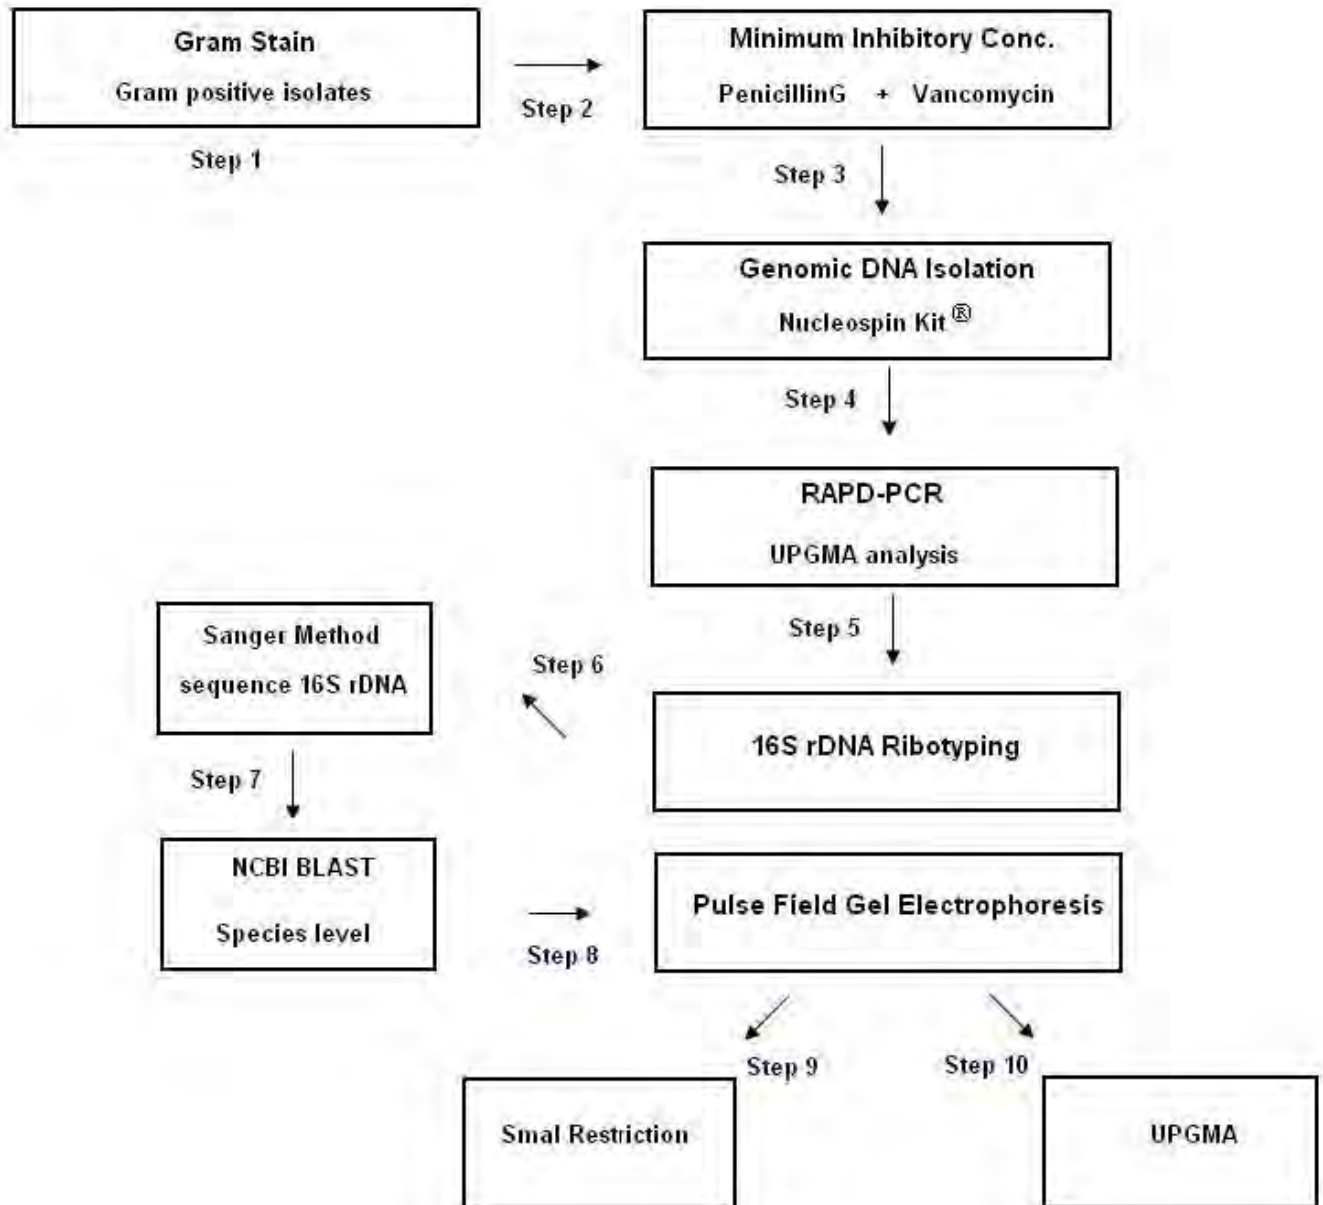 Gram Stain
Gram positive isolates
Step 1
Step 2
Minimum Inhibitory Conc.
PenicillinG + Vancomycin
Step 3
Genomic DNA Isolation
Nucleospin Kit ®
Step 4
RAPD-PCR
UPGMA analysis
Step 5
16S rDNA Ribotyping
Step 6
Sanger Method
sequence 16S rDNA
Step 7
NCBI BLAST
Species level
Step 8
Pulse Field Gel Electrophoresis
Step 9
SmaI Restriction
Step 10
UPGMA